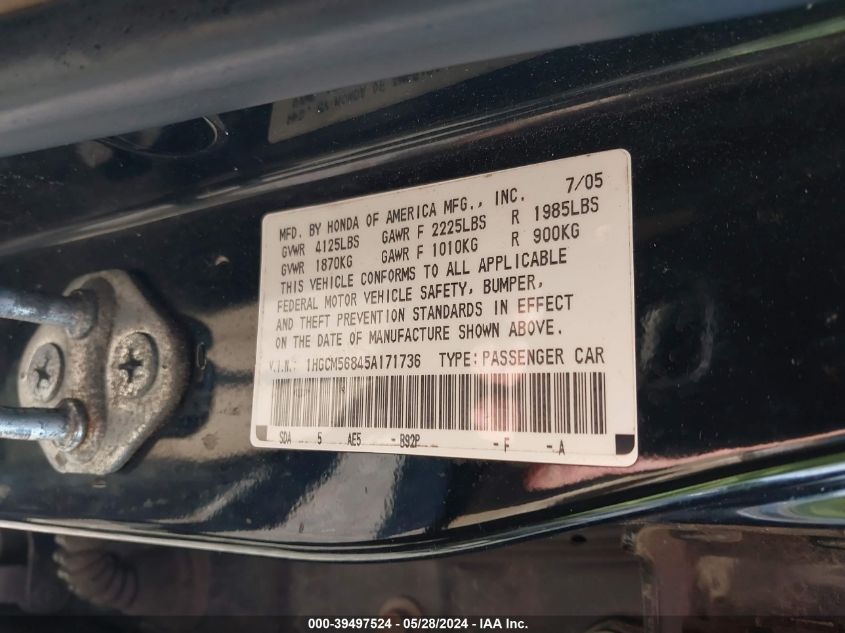 MFD. BY HONDA OF AMERICA MFG., INC. 7/05
GVWR 4125LBS GAWR F 2225LBS R 1985LBS
GVWR 1870KG GAWR F 1010KG R 900KG
THIS VEHICLE CONFORMS TO ALL APPLICABLE
FEDERAL MOTOR VEHICLE SAFETY, BUMPER,
AND THEFT PREVENTION STANDARDS IN EFFECT
ON THE DATE OF MANUFACTURE SHOWN ABOVE.
V.I.N.: 1HGCM56845A171736 TYPE: PASSENGER CAR
SDA 5 AE5 - B92P - F - A
000-39497524 | 05/28/2024 - IAA Inc.